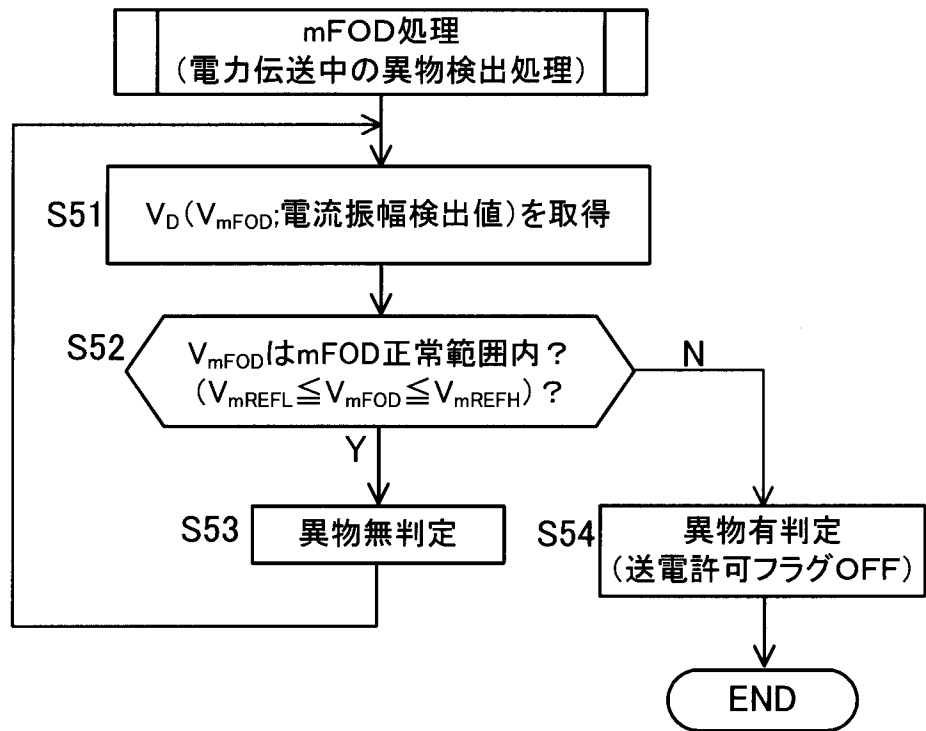 mFOD処理
(電力伝送中の異物検出処理)
S51
VD(VmFOD;電流振幅検出値)を取得
S52
VmFODはmFOD正常範囲内?
(VmREFL≦VmFOD≦VmREFH)?
N
Y
S53
異物無判定
S54
異物有判定
(送電許可フラグOFF)
END